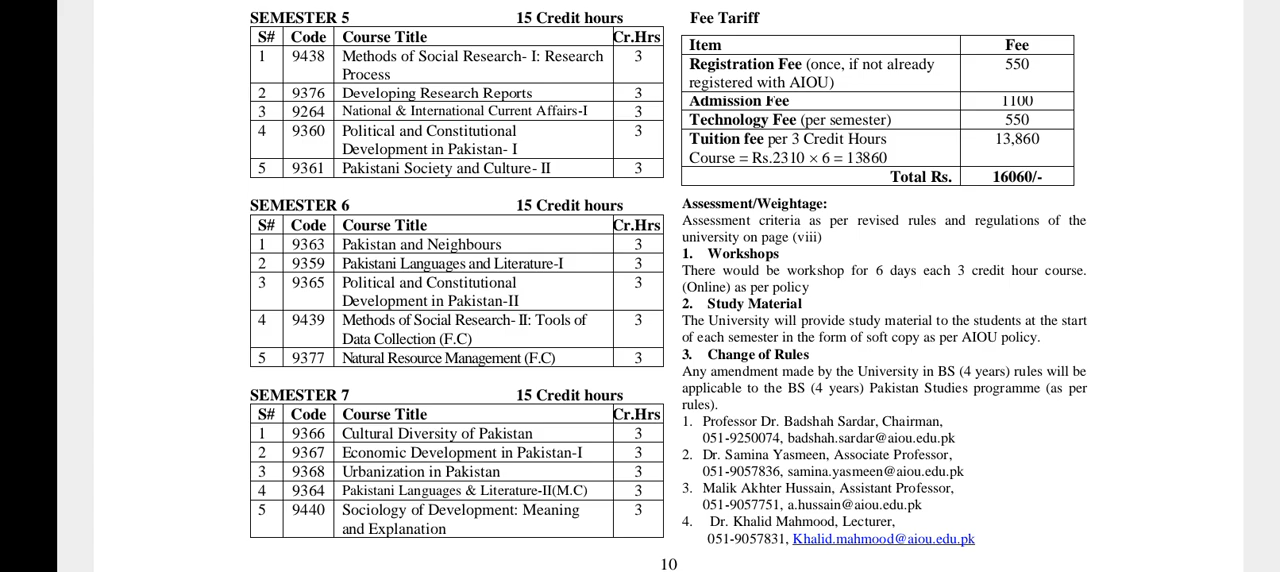 SEMESTER 5 15 Credit hours
S# Code Course Title Cr.Hrs
1 9438 Methods of Social Research- I: Research 3
Process
2 9376 Developing Research Reports 3
3 9264 National & International Current Affairs-I 3
4 9360 Political and Constitutional 3
Development in Pakistan- I
5 9361 Pakistani Society and Culture- II 3
SEMESTER 6 15 Credit hours
S# Code Course Title Cr.Hrs
1 9363 Pakistan and Neighbours 3
2 9359 Pakistani Languages and Literature-I 3
3 9365 Political and Constitutional 3
Development in Pakistan-II
4 9439 Methods of Social Research- II: Tools of 3
Data Collection (F.C)
5 9377 Natural Resource Management (F.C) 3
SEMESTER 7 15 Credit hours
S# Code Course Title Cr.Hrs
1 9366 Cultural Diversity of Pakistan 3
2 9367 Economic Development in Pakistan-I 3
3 9368 Urbanization in Pakistan 3
4 9364 Pakistani Languages & Literature-II(M.C) 3
5 9440 Sociology of Development: Meaning 3
and Explanation
Fee Tariff
Item Fee
Registration Fee (once, if not already 550
registered with AIOU)
Admission Fee 1100
Technology Fee (per semester) 550
Tuition fee per 3 Credit Hours 13,860
Course = Rs.2310 × 6 = 13860
Total Rs. 16060/-
Assessment/Weightage:
Assessment criteria as per revised rules and regulations of the
university on page (viii)
1. Workshops
There would be workshop for 6 days each 3 credit hour course.
(Online) as per policy
2. Study Material
The University will provide study material to the students at the start
of each semester in the form of soft copy as per AIOU policy.
3. Change of Rules
Any amendment made by the University in BS (4 years) rules will be
applicable to the BS (4 years) Pakistan Studies programme (as per
rules).
1. Professor Dr. Badshah Sardar, Chairman,
051-9250074, badshah.sardar@aiou.edu.pk
2. Dr. Samina Yasmeen, Associate Professor,
051-9057836, samina.yasmeen@aiou.edu.pk
3. Malik Akhter Hussain, Assistant Professor,
051-9057751, a.hussain@aiou.edu.pk
4. Dr. Khalid Mahmood, Lecturer,
051-9057831, Khalid.mahmood@aiou.edu.pk
10